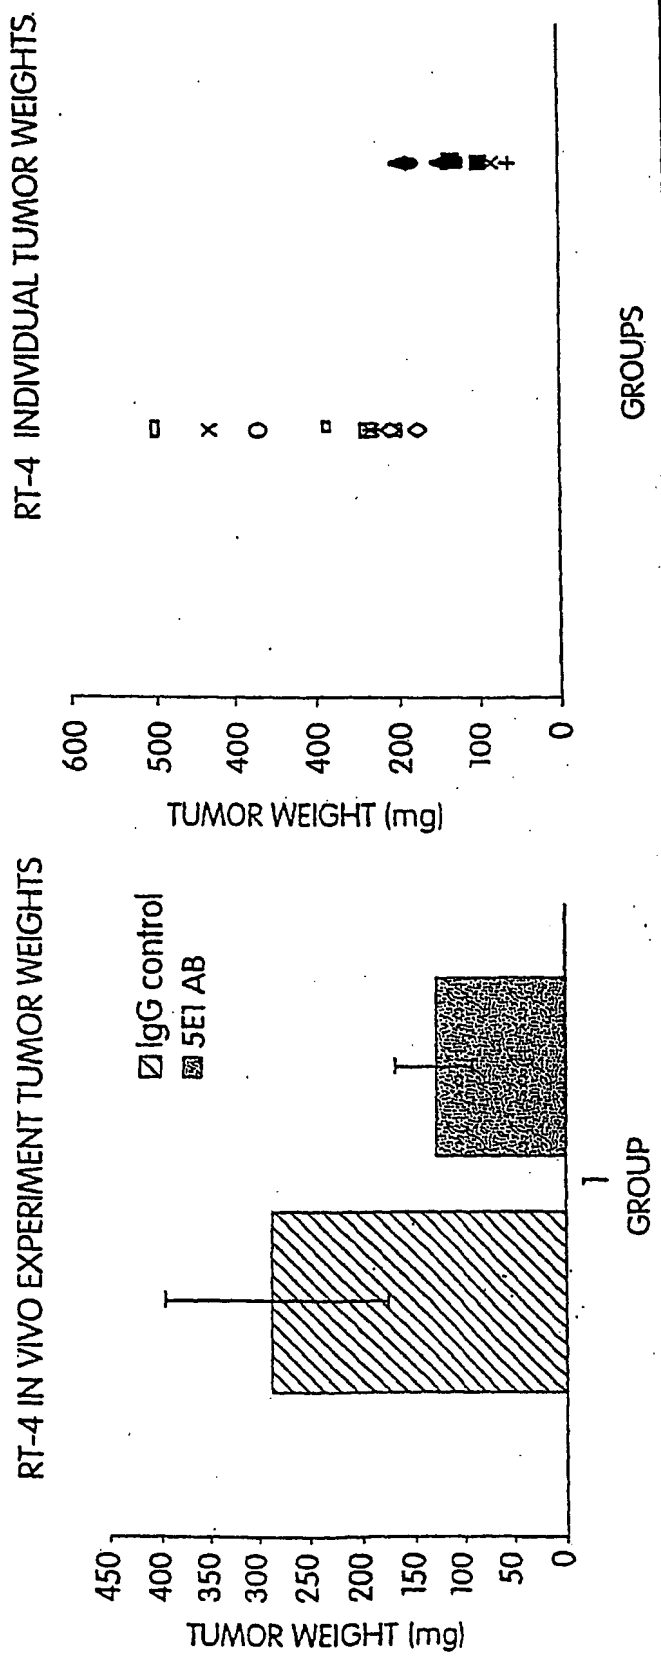 RT-4 IN VIVO EXPERIMENT TUMOR WEIGHTS
TUMOR WEIGHT (mg)
450
400
350
300
300
200
150
100
50
0
IgG control
5E1 AB
1
GROUP
RT-4 INDIVIDUAL TUMOR WEIGHTS.
TUMOR WEIGHT (mg)
600
500
400
400
200
100
0
GROUPS